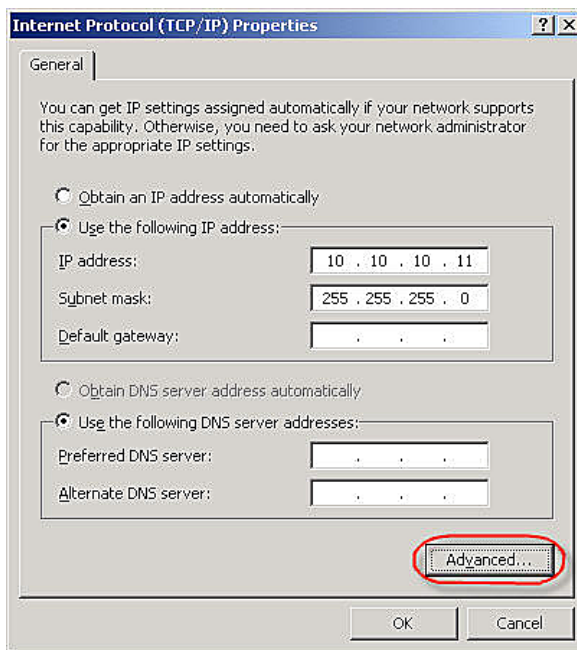 Internet Protocol (TCP/IP) Properties
General
You can get IP settings assigned automatically if your network supports
this capability. Otherwise, you need to ask your network administrator
for the appropriate IP settings.
Obtain an IP address automatically
Use the following IP address:
IP address: 10 . 10 . 10 . 11
Subnet mask: 255 . 255 . 255 . 0
Default gateway: . . .
Obtain DNS server address automatically
Use the following DNS server addresses:
Preferred DNS server: . . .
Alternate DNS server: . . .
Advanced...
OK Cancel